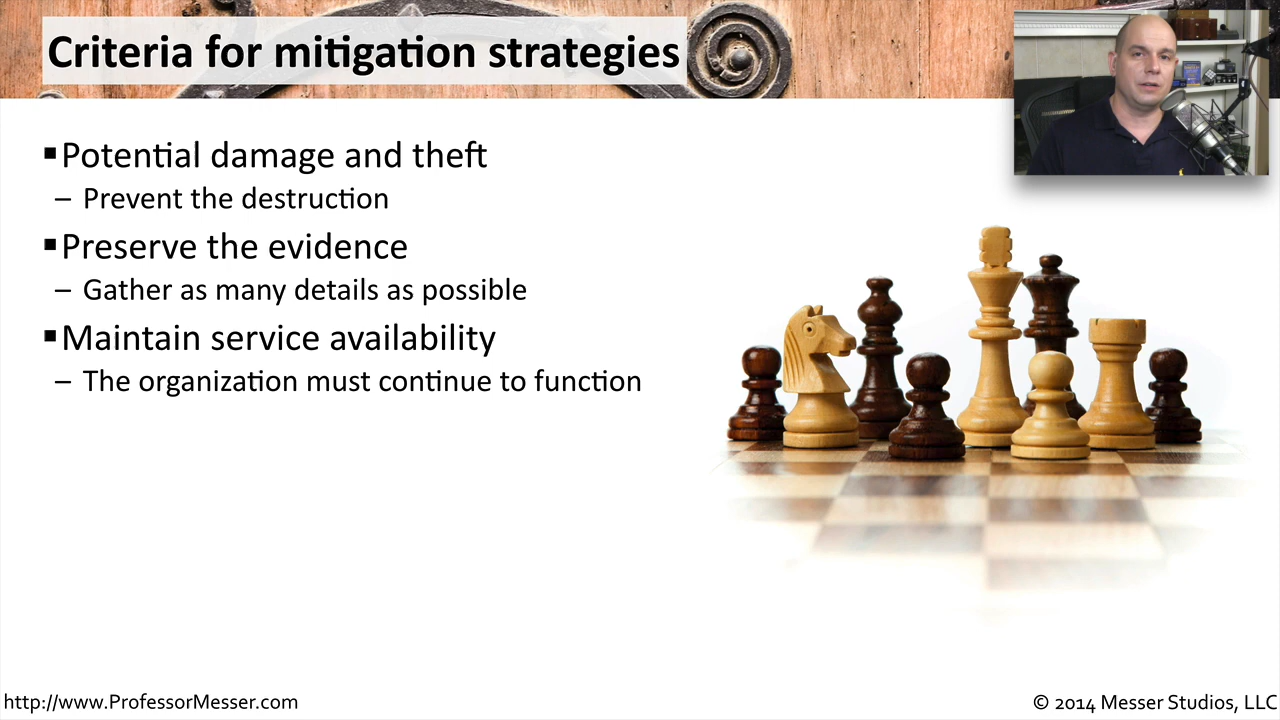 Criteria for mitigation strategies
▪Potential damage and theft
– Prevent the destruction
▪Preserve the evidence
– Gather as many details as possible
▪Maintain service availability
– The organization must continue to function
http://www.ProfessorMesser.com
© 2014 Messer Studios, LLC